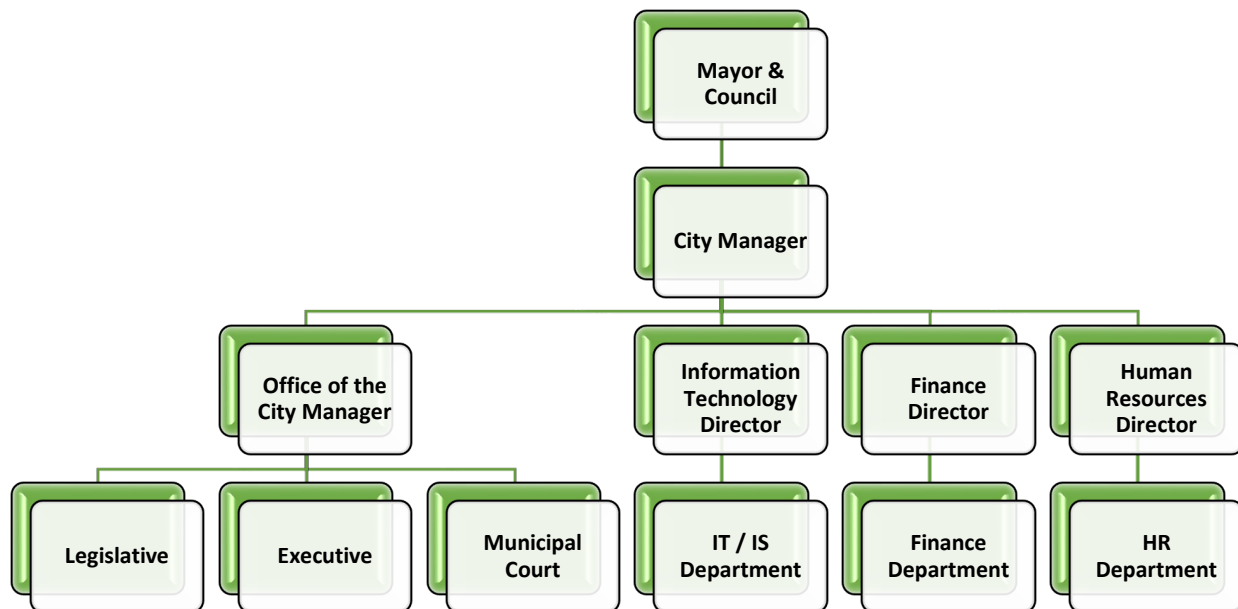 Mayor &
Council
City Manager
Office of the
City Manager
Information
Technology
Director
Finance
Director
Human
Resources
Director
Legislative
Executive
Municipal
Court
IT / IS
Department
Finance
Department
HR
Department